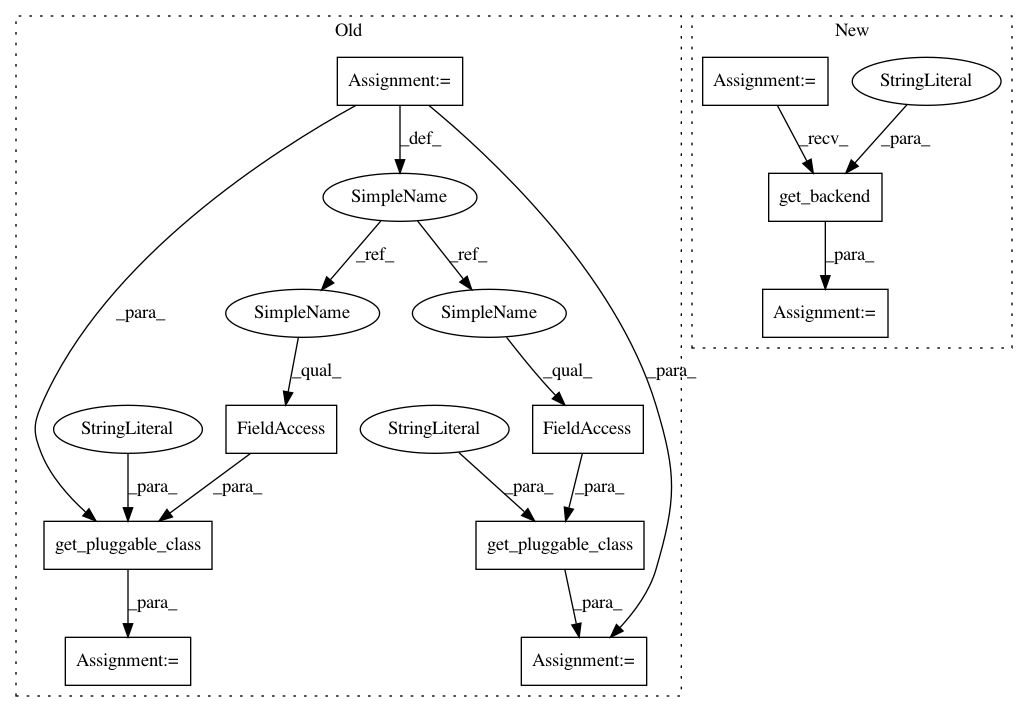 Old
New
Assignment:=
Assignment:=
StringLiteral
_def_
_recv_
_para_
SimpleName
get_backend
_ref_
_ref_
_para_
_para_
SimpleName
SimpleName
Assignment:=
_qual_
_qual_
_para_
StringLiteral
FieldAccess
StringLiteral
FieldAccess
_para_
_para_
_para_
_para_
get_pluggable_class
get_pluggable_class
_para_
_para_
Assignment:=
Assignment:=